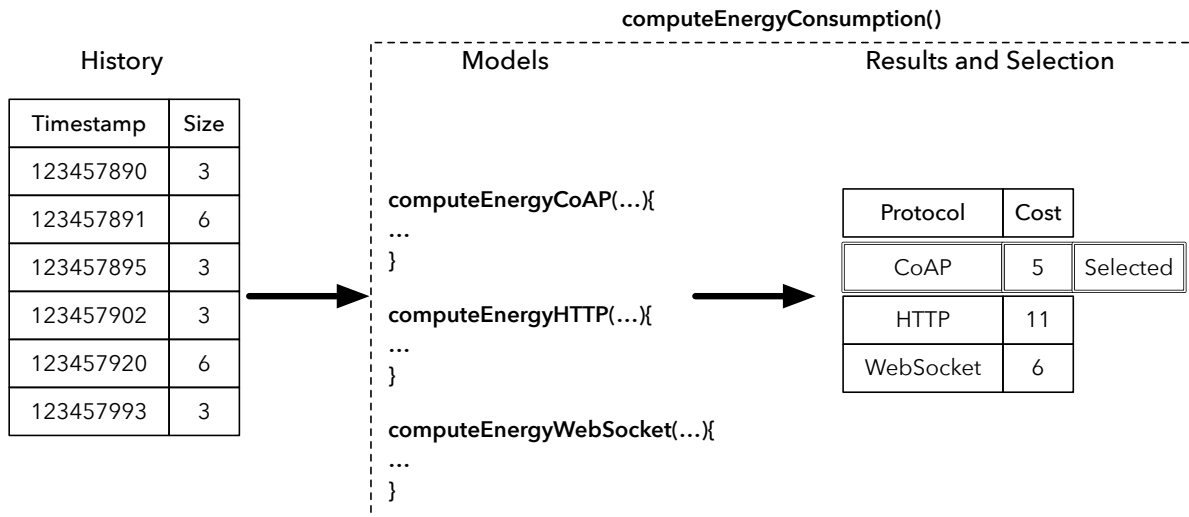 computeEnergyConsumption()
History
Timestamp Size
123457890 3
123457891 6
123457895 3
123457902 3
123457920 6
123457993 3
Models
computeEnergyCoAP(...){
...
}
computeEnergyHTTP(...){
...
}
computeEnergyWebSocket(...){
...
}
Results and Selection
Protocol Cost
CoAP 5 Selected
HTTP 11
WebSocket 6